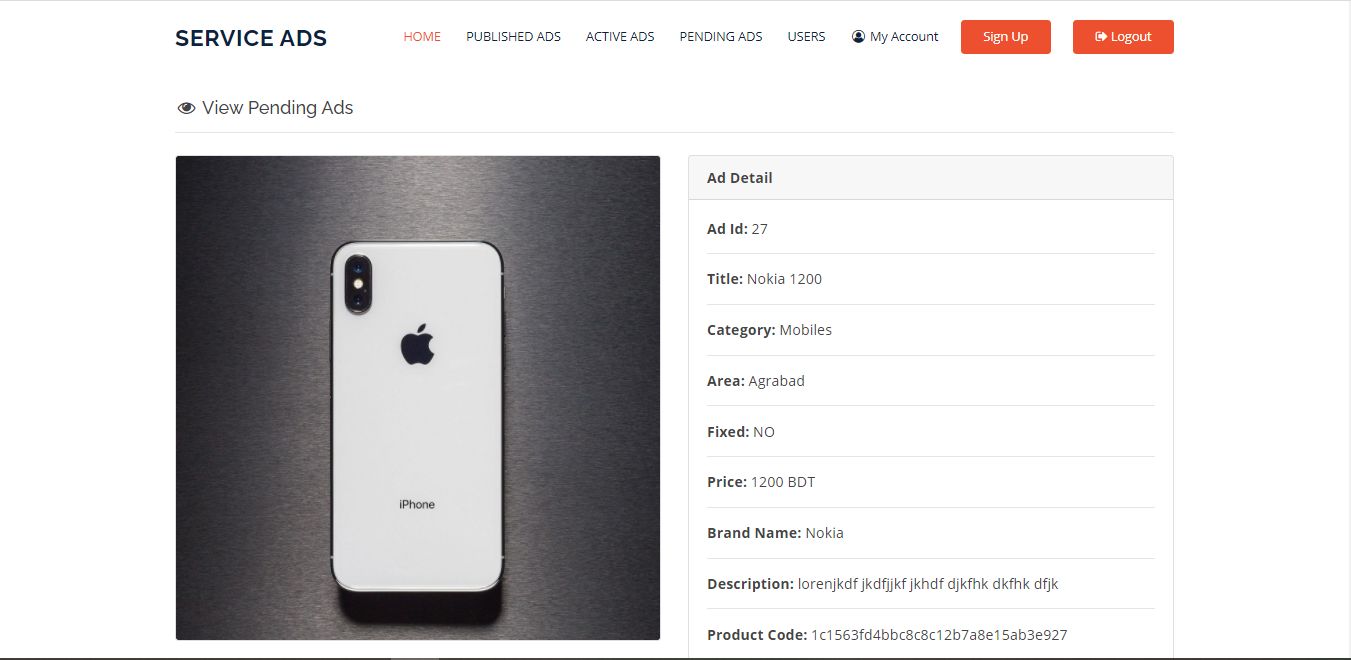 SERVICE ADS HOME PUBLISHED ADS ACTIVE ADS PENDING ADS USERS My Account Sign Up Logout
View Pending Ads
iPhone
Ad Detail
Ad Id: 27
Title: Nokia 1200
Category: Mobiles
Area: Agrabad
Fixed: NO
Price: 1200 BDT
Brand Name: Nokia
Description: lorenjkdf jkdfjjkf jkhdf djkfhk dkfhk dfjk
Product Code: 1c1563fd4bbc8c8c12b7a8e15ab3e927